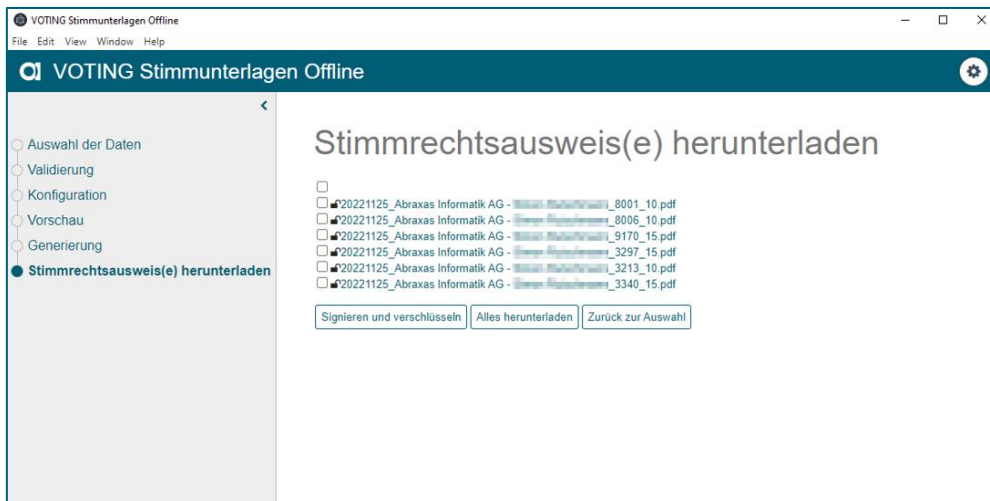 VOTING Stimmunterlagen Offline
File Edit View Window Help
VOTING Stimmunterlagen Offline
Auswahl der Daten
Validierung
Konfiguration
Vorschau
Generierung
Stimmrechtsausweis(e) herunterladen
Stimmrechtsausweis(e) herunterladen
20221125_Abraxas Informatik AG - _8001_10.pdf
20221125_Abraxas Informatik AG - _8006_10.pdf
20221125_Abraxas Informatik AG - _9170_15.pdf
20221125_Abraxas Informatik AG - _3297_15.pdf
20221125_Abraxas Informatik AG - _3213_10.pdf
20221125_Abraxas Informatik AG - _3340_15.pdf
Signieren und verschlüsseln Alles herunterladen Zurück zur Auswahl